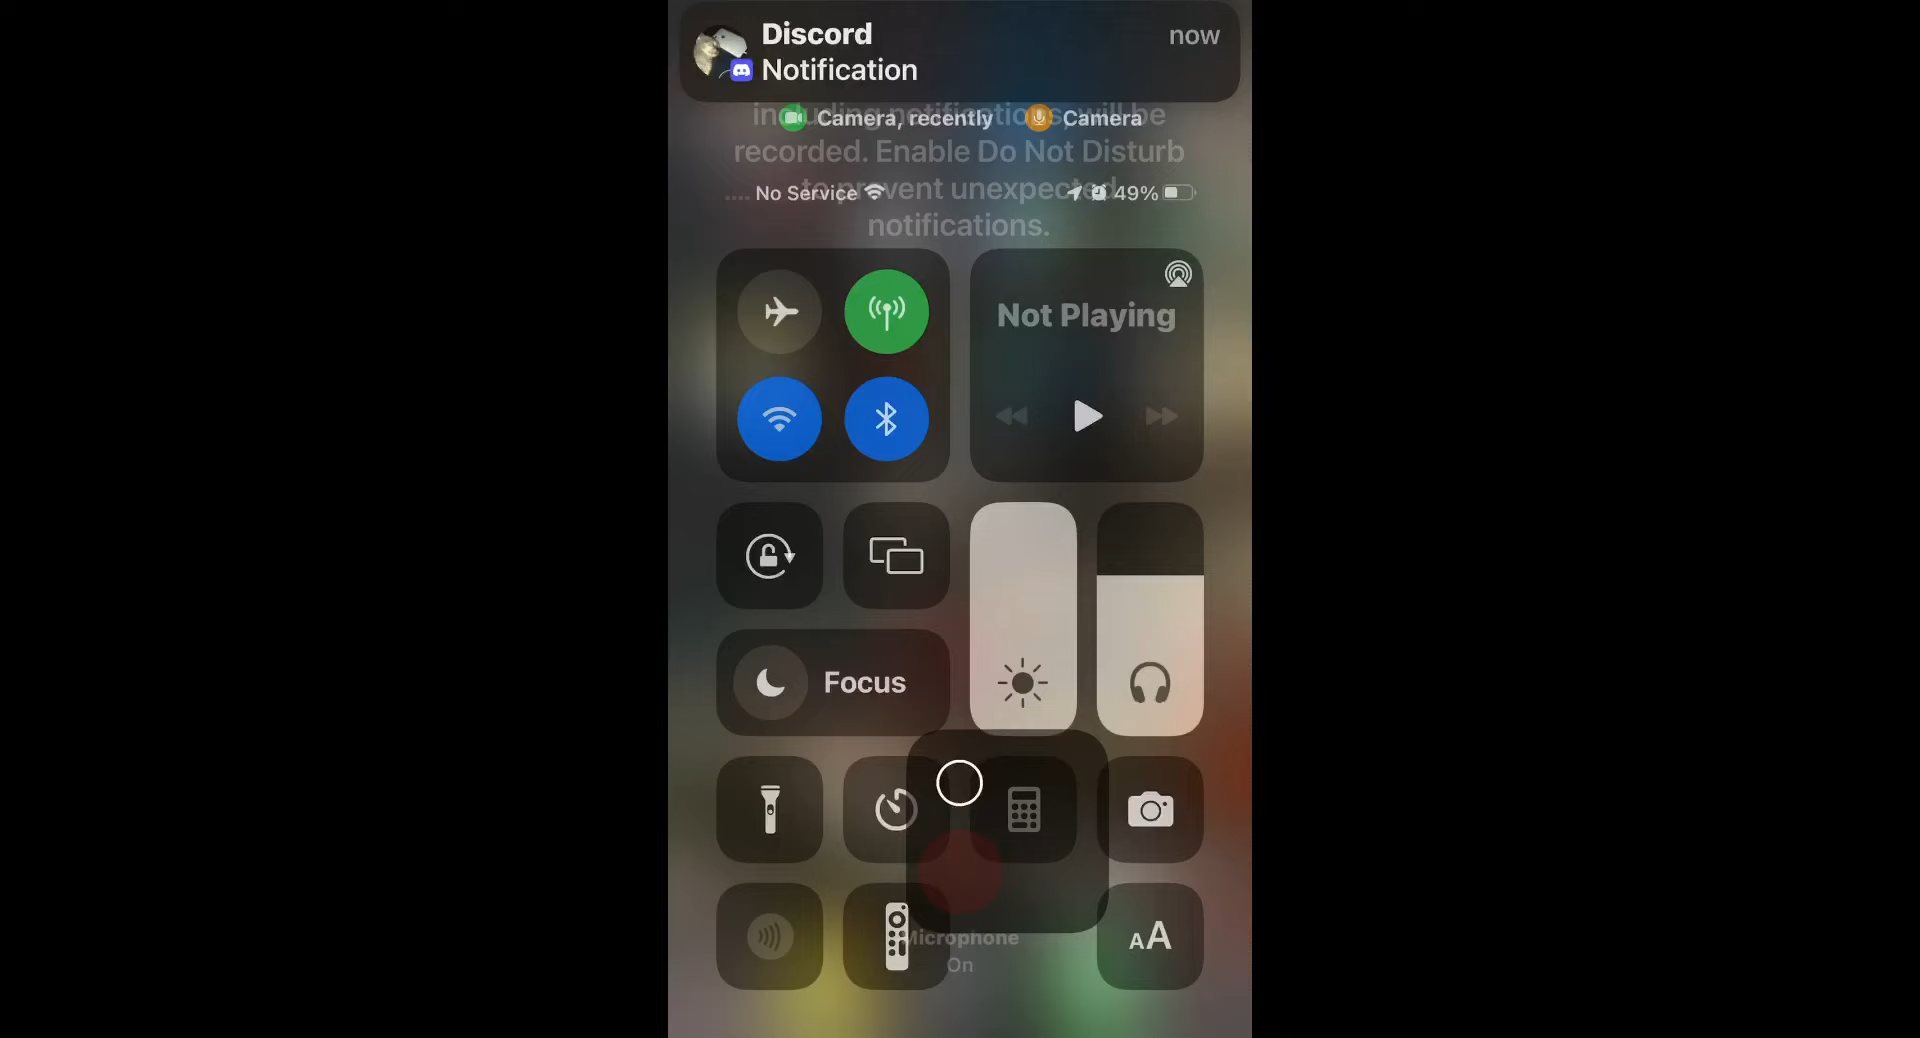 Discord
now
Notification
including notifications, will be
Camera, recently
Camera
recorded. Enable Do Not Disturb
to prevent unexpected
No Service
49%
notifications.
Not Playing
Focus
Microphone
On
AA